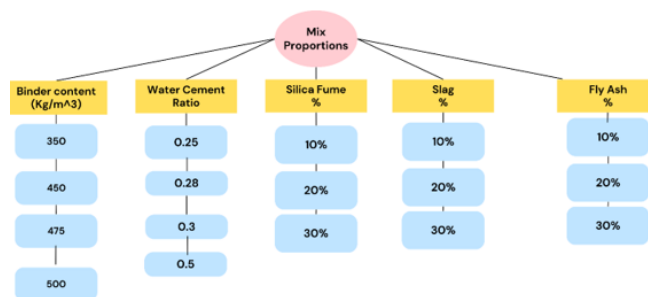 Mix
Proportions
Binder content
(Kg/m^3)
Water Cement
Ratio
Silica Fume
%
Slag
%
Fly Ash
%
350
0.25
10%
10%
10%
450
0.28
20%
20%
20%
475
0.3
30%
30%
30%
500
0.5